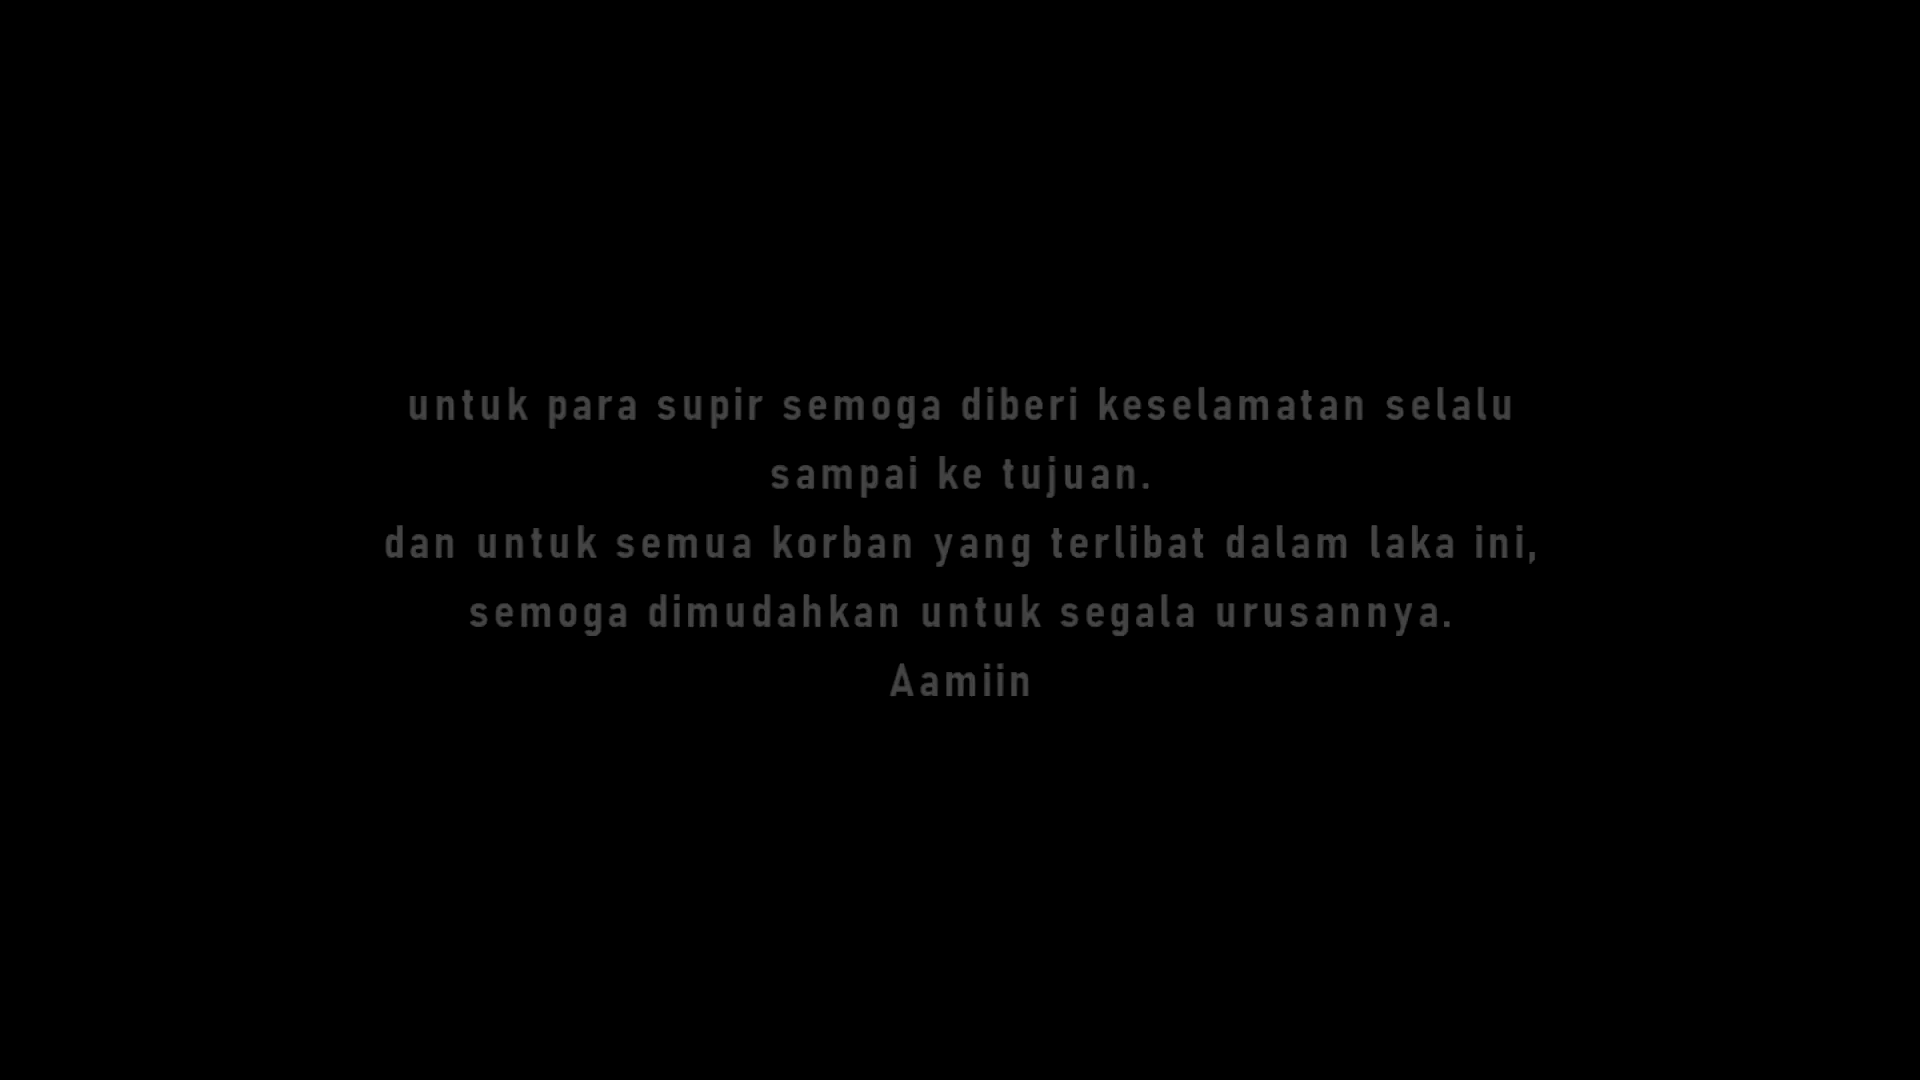 untuk para supir semoga diberi keselamatan selalu
sampai ke tujuan.
dan untuk semua korban yang terlibat dalam laka ini,
semoga dimudahkan untuk segala urusannya.
Aamiin